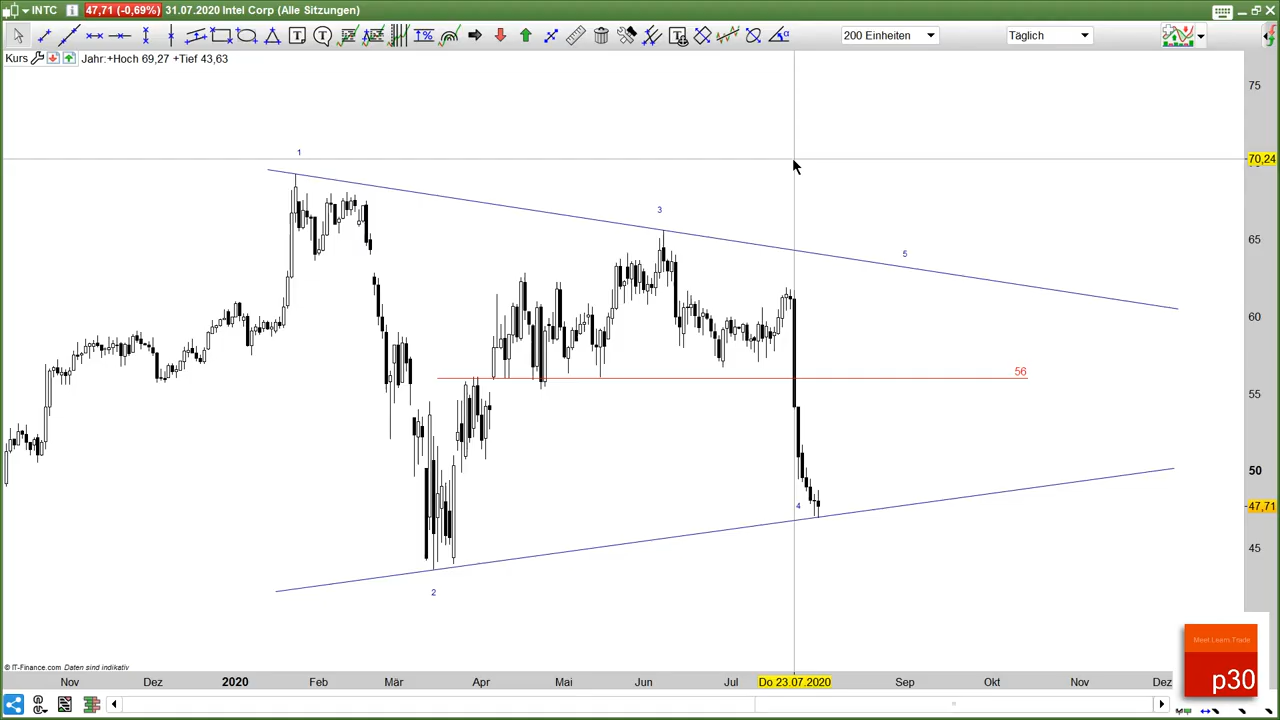 INTC 47,71 (-0,69%) 31.07.2020 Intel Corp (Alle Sitzungen)
200 Einheiten Täglich
Kurs Jahr:+Hoch 69,27 +Tief 43,63
75
1
70,24
3
65
5
60
56
55
50
4
47,71
45
2
Meet.Learn.Trade
p30
© IT-Finance.com Daten sind indikativ
Nov Dez 2020 Feb Mär Apr Mai Jun Jul Do 23.07.2020 Sep Okt Nov Dez